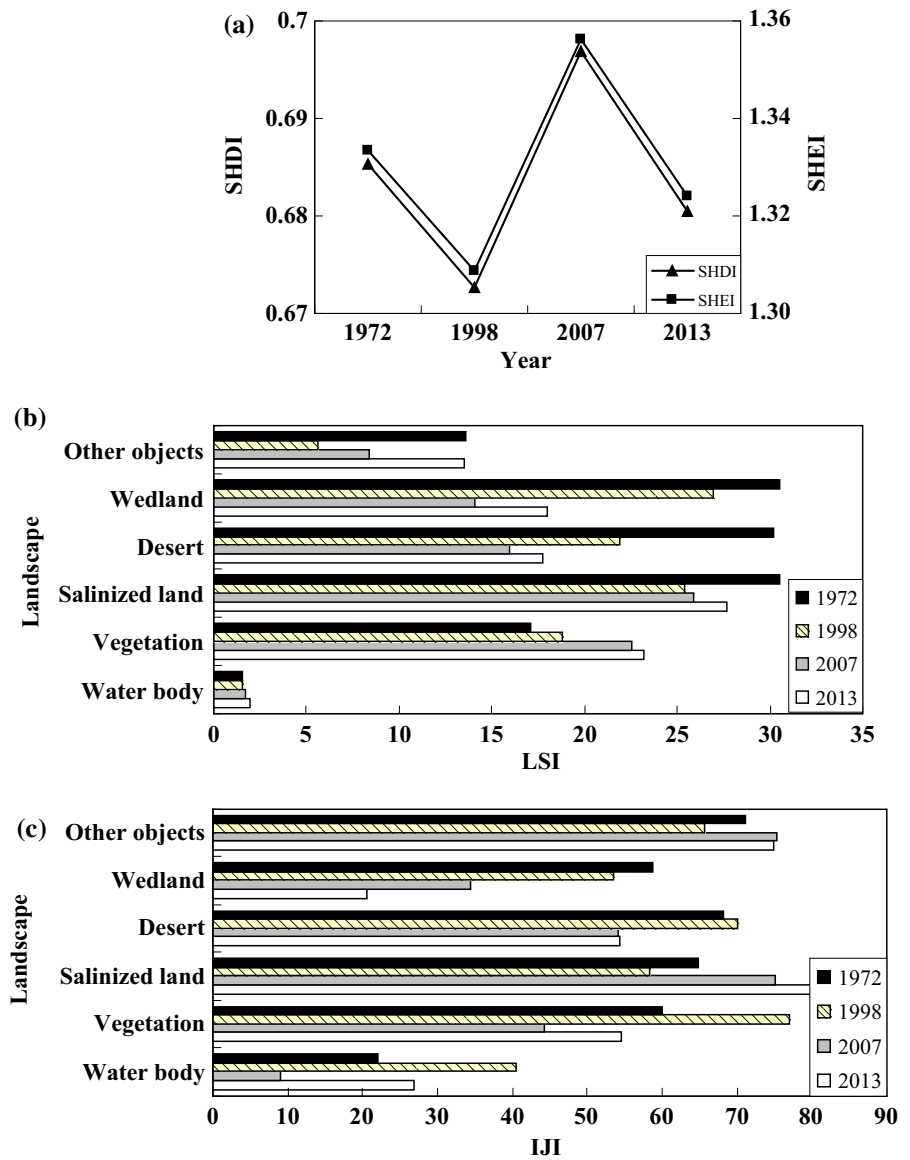 (a)
0.7
0.69
0.68
0.67
SHDI
1.36
1.34
1.32
1.30
SHEI
SHDI
SHEI
1972 1998 2007 2013
Year
(b)
Other objects
Wedland
Desert
Salinized land
Vegetation
Water body
Landscape
1972
1998
2007
2013
0 5 10 15 20 25 30 35
LSI
(c)
Other objects
Wedland
Desert
Salinized land
Vegetation
Water body
Landscape
1972
1998
2007
2013
0 10 20 30 40 50 60 70 80 90
IJI